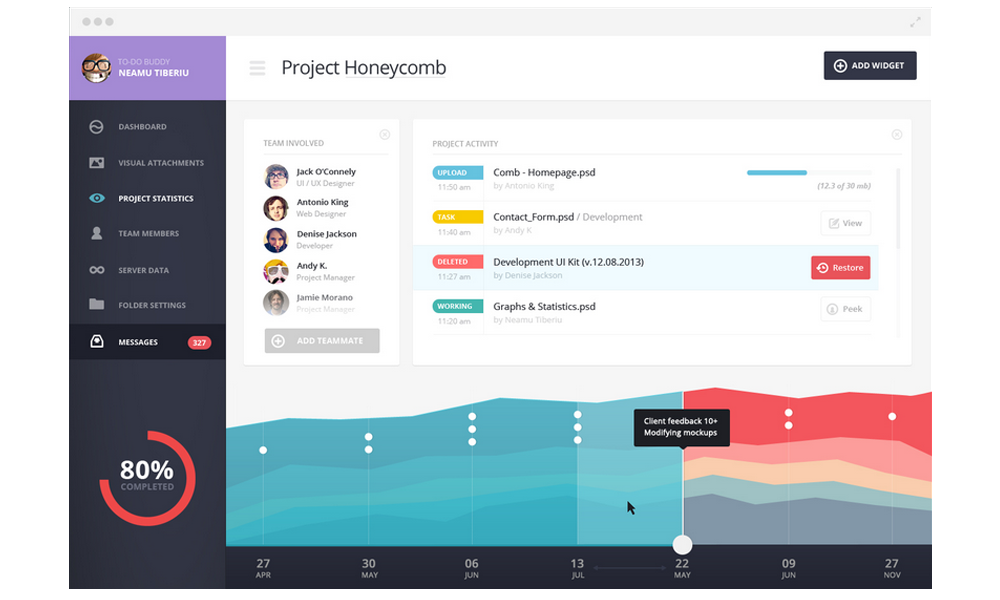 TO-DO BUDDY
NEAMU TIBERIU
Project Honeycomb
ADD WIDGET
DASHBOARD
VISUAL ATTACHMENTS
PROJECT STATISTICS
TEAM MEMBERS
SERVER DATA
FOLDER SETTINGS
MESSAGES 327
80%
COMPLETED
TEAM INVOLVED
Jack O'Connely
UI / UX Designer
Antonio King
Web Designer
Denise Jackson
Developer
Andy K.
Project Manager
Jamie Morano
Project Manager
ADD TEAMMATE
PROJECT ACTIVITY
UPLOAD Comb - Homepage.psd
11:50 am by Antonio King (12.3 of 30 mb)
TASK Contact_Form.psd / Development View
11:40 am by Andy K
DELETED Development UI Kit (v.12.08.2013) Restore
11:27 am by Denise Jackson
WORKING Graphs & Statistics.psd Peek
11:20 am by Neamu Tiberiu
Client feedback 10+
Modifying mockups
27 30 06 13 22 09 27
APR MAY JUN JUL MAY JUN NOV